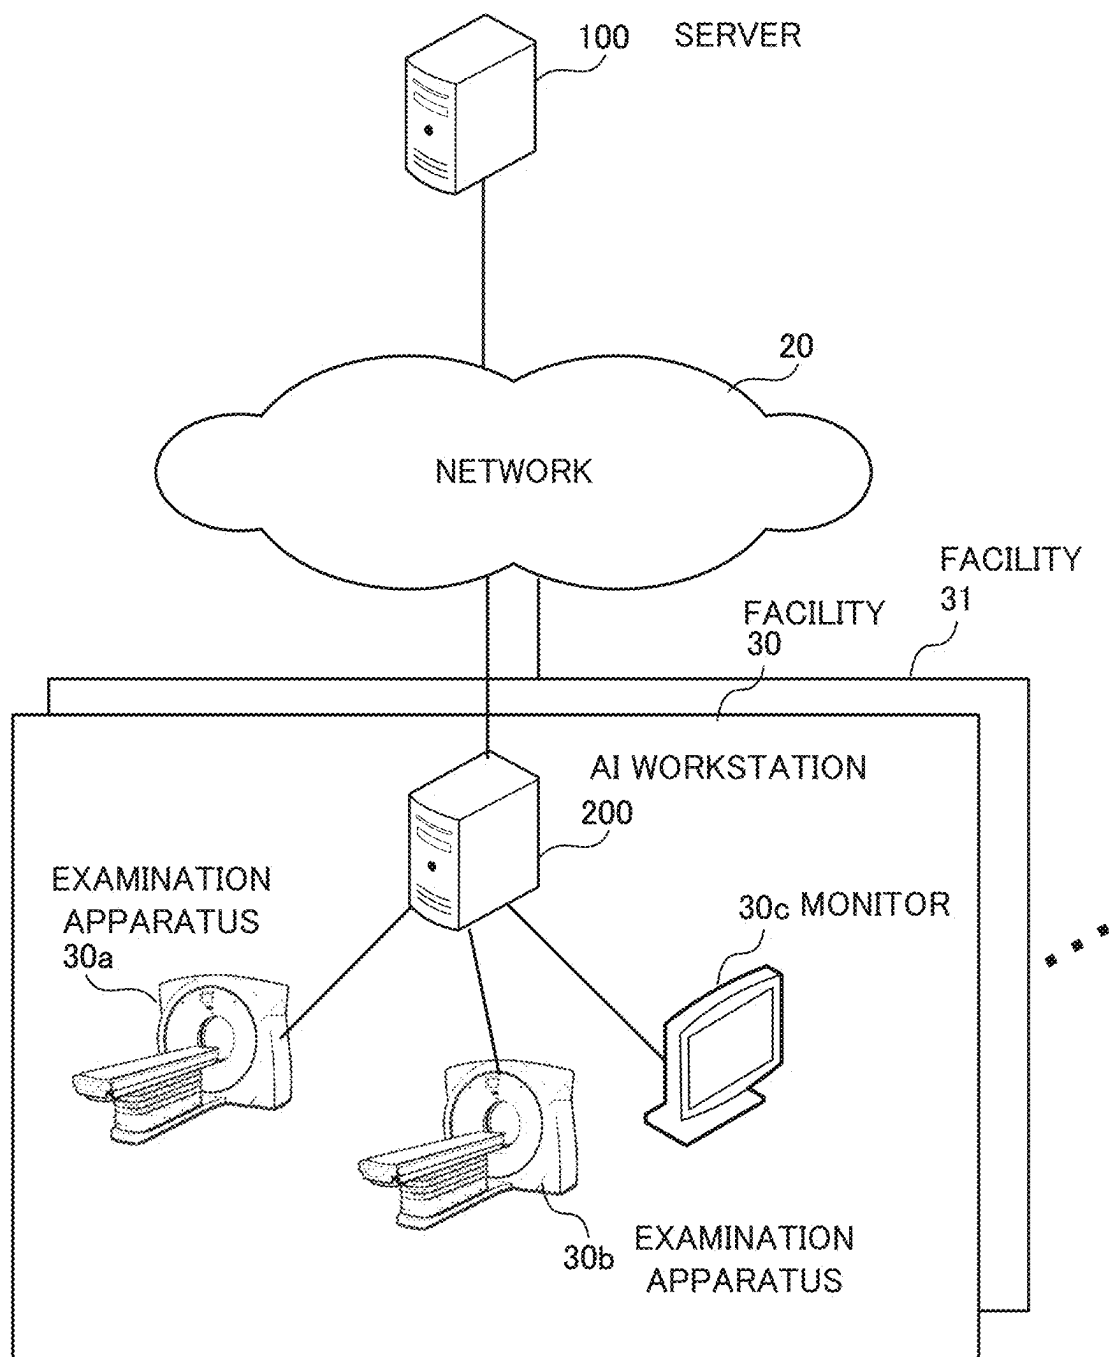 100 SERVER
20
NETWORK
FACILITY
31
FACILITY
30
AI WORKSTATION
200
EXAMINATION
APPARATUS
30a
30c MONITOR
30b
EXAMINATION
APPARATUS